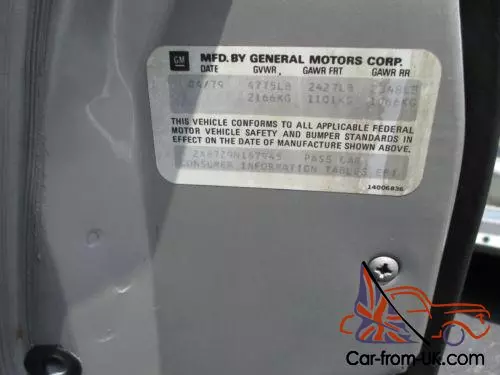 GM
MFD. BY GENERAL MOTORS CORP.
DATE GVWR GAWR FRT GAWR RR
04/79 4775LB 2427LB 2348LB
2166KG 1101KG 1066KG
THIS VEHICLE CONFORMS TO ALL APPLICABLE FEDERAL
MOTOR VEHICLE SAFETY AND BUMPER STANDARDS IN
EFFECT ON THE DATE OF MANUFACTURE SHOWN ABOVE.
PASS CAR
CONSUMER INFORMATION TABLES
14006836
Car-from-UK.com